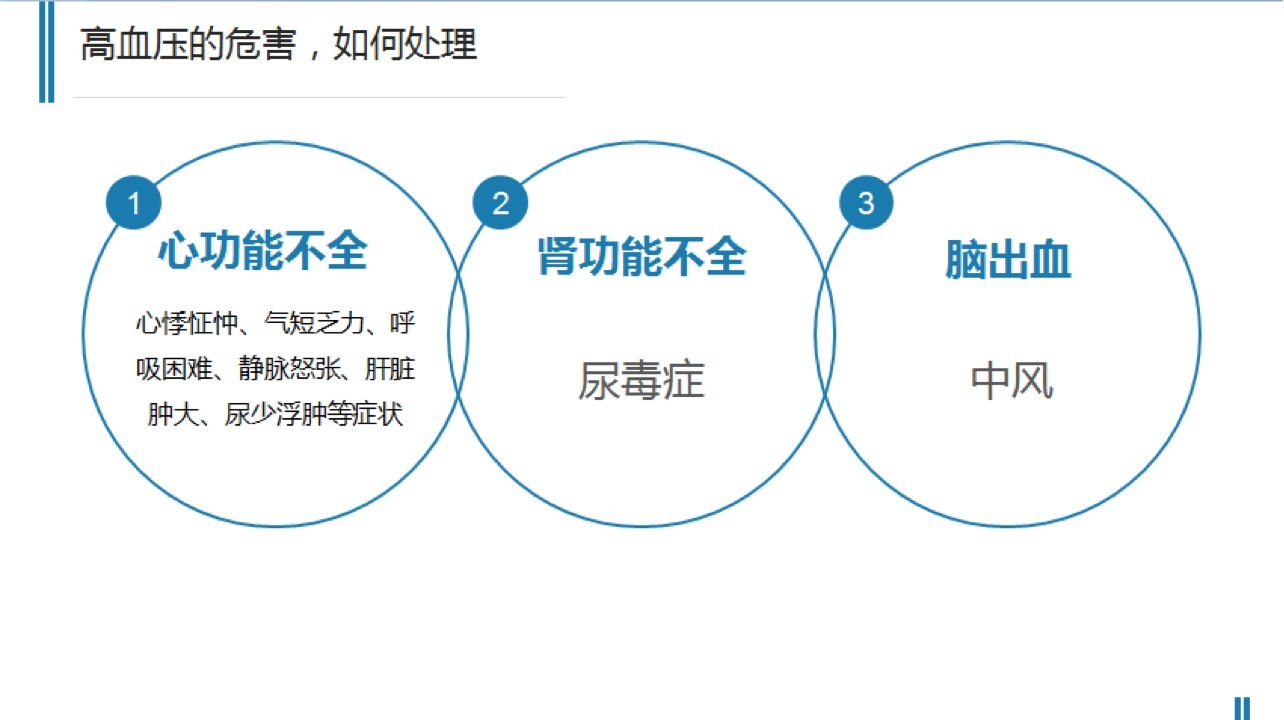 高血压的危害，如何处理
1
心功能不全
心悸怔忡、气短乏力、呼
吸困难、静脉怒张、肝脏
肿大、尿少浮肿等症状
2
肾功能不全
尿毒症
3
脑出血
中风